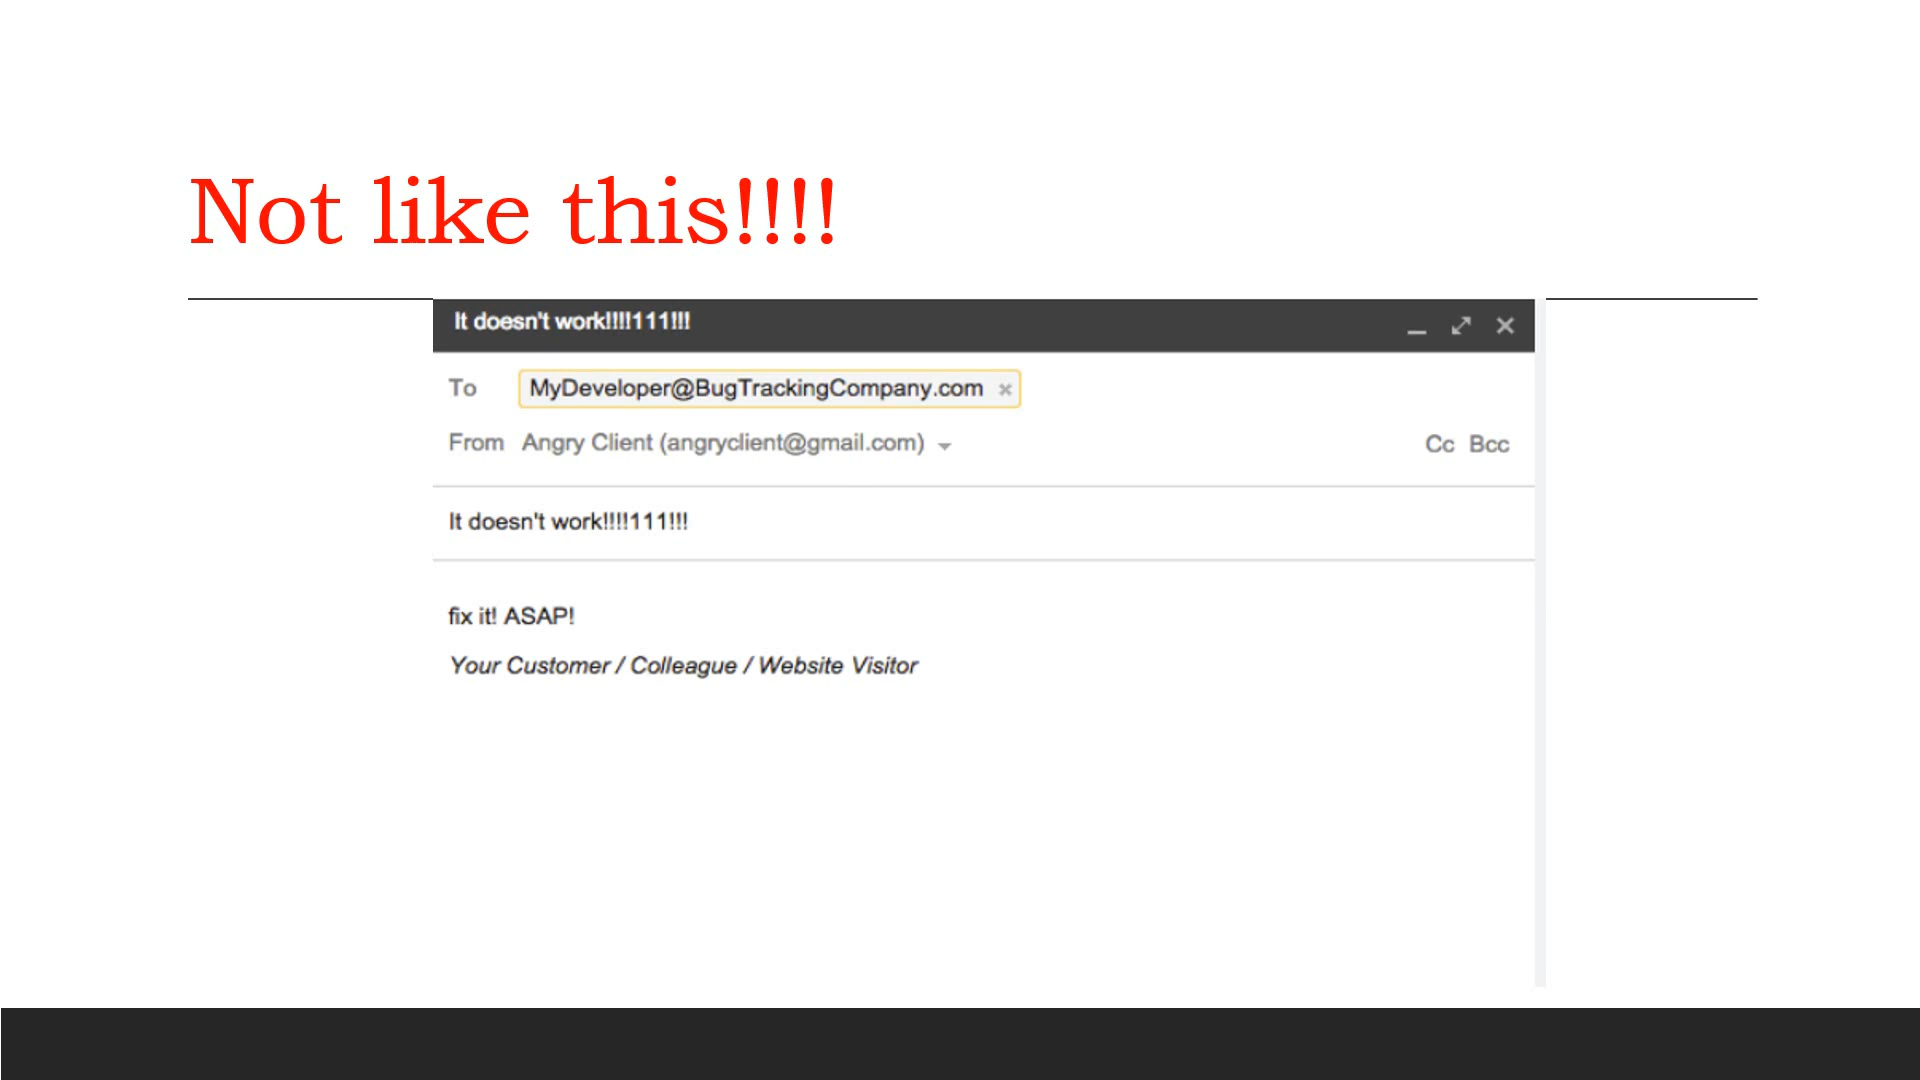 Not like this!!!!
It doesn't work!!!!111!!!
To MyDeveloper@BugTrackingCompany.com
From Angry Client (angryclient@gmail.com) Cc Bcc
It doesn't work!!!!111!!!
fix it! ASAP!
Your Customer / Colleague / Website Visitor